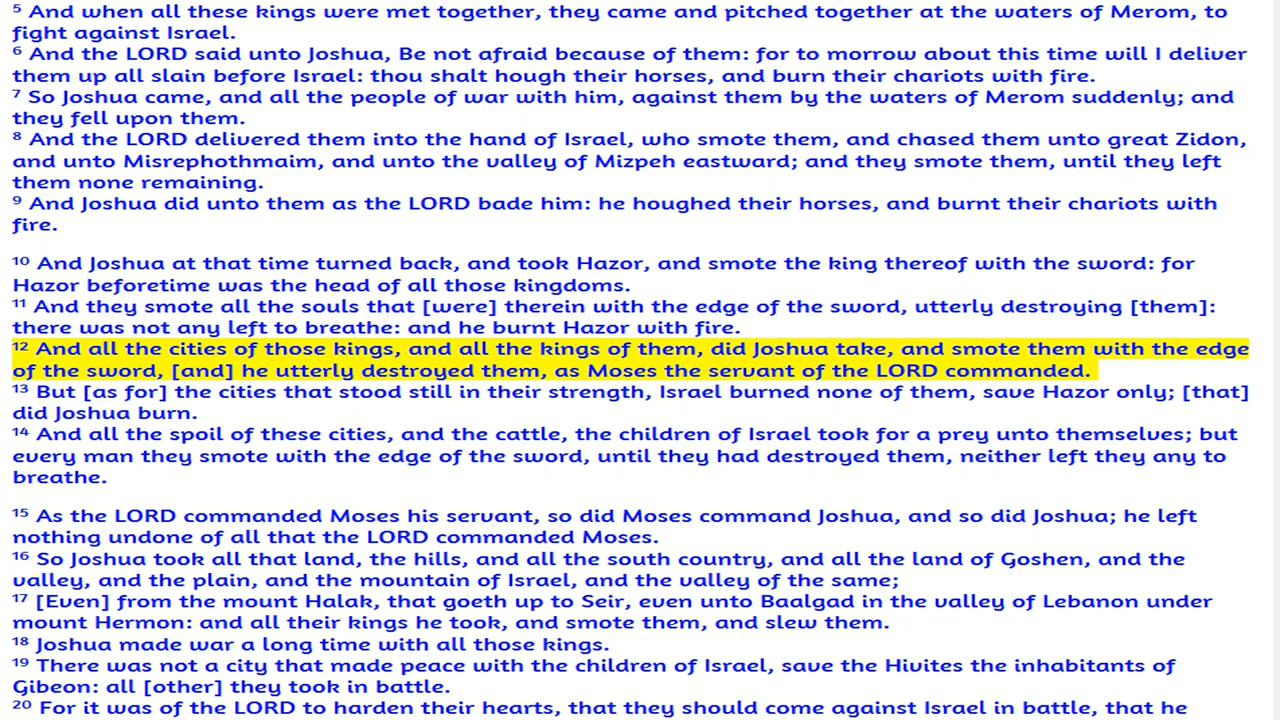 ⁵ And when all these kings were met together, they came and pitched together at the waters of Merom, to
fight against Israel.
⁶ And the LORD said unto Joshua, Be not afraid because of them: for to morrow about this time will I deliver
them up all slain before Israel: thou shalt hough their horses, and burn their chariots with fire.
⁷ So Joshua came, and all the people of war with him, against them by the waters of Merom suddenly; and
they fell upon them.
⁸ And the LORD delivered them into the hand of Israel, who smote them, and chased them unto great Zidon,
and unto Misrephothmaim, and unto the valley of Mizpeh eastward; and they smote them, until they left
them none remaining.
⁹ And Joshua did unto them as the LORD bade him: he houghed their horses, and burnt their chariots with
fire.
¹⁰ And Joshua at that time turned back, and took Hazor, and smote the king thereof with the sword: for
Hazor beforetime was the head of all those kingdoms.
¹¹ And they smote all the souls that [were] therein with the edge of the sword, utterly destroying [them]:
there was not any left to breathe: and he burnt Hazor with fire.
¹² And all the cities of those kings, and all the kings of them, did Joshua take, and smote them with the edge
of the sword, [and] he utterly destroyed them, as Moses the servant of the LORD commanded.
¹³ But [as for] the cities that stood still in their strength, Israel burned none of them, save Hazor only; [that]
did Joshua burn.
¹⁴ And all the spoil of these cities, and the cattle, the children of Israel took for a prey unto themselves; but
every man they smote with the edge of the sword, until they had destroyed them, neither left they any to
breathe.
¹⁵ As the LORD commanded Moses his servant, so did Moses command Joshua, and so did Joshua; he left
nothing undone of all that the LORD commanded Moses.
¹⁶ So Joshua took all that land, the hills, and all the south country, and all the land of Goshen, and the
valley, and the plain, and the mountain of Israel, and the valley of the same;
¹⁷ [Even] from the mount Halak, that goeth up to Seir, even unto Baalgad in the valley of Lebanon under
mount Hermon: and all their kings he took, and smote them, and slew them.
¹⁸ Joshua made war a long time with all those kings.
¹⁹ There was not a city that made peace with the children of Israel, save the Hivites the inhabitants of
Gibeon: all [other] they took in battle.
²⁰ For it was of the LORD to harden their hearts, that they should come against Israel in battle, that he